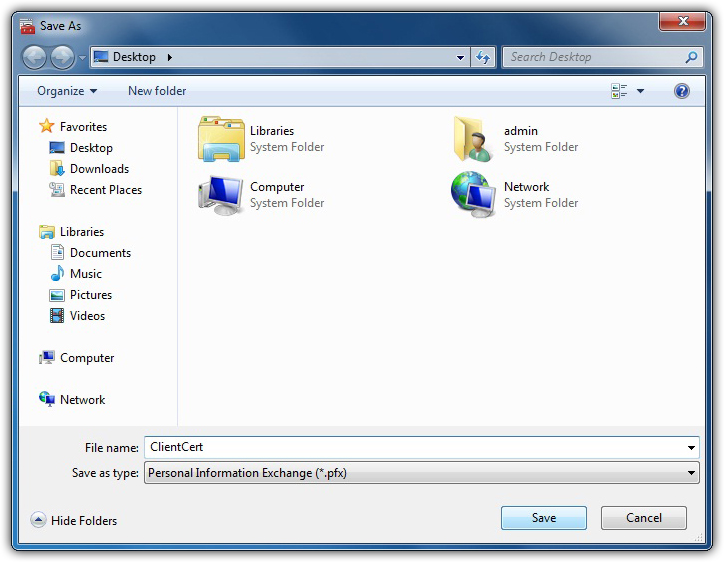 Save As
Desktop
Search Desktop
Organize
New folder
Favorites
Desktop
Downloads
Recent Places
Libraries
Documents
Music
Pictures
Videos
Computer
Network
Libraries
System Folder
admin
System Folder
Computer
System Folder
Network
System Folder
File name: ClientCert
Save as type: Personal Information Exchange (*.pfx)
Hide Folders
Save
Cancel